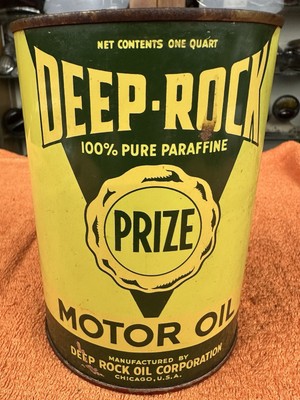 NET CONTENTS ONE QUART
DEEP·ROCK
100% PURE PARAFFINE
PRIZE
MOTOR OIL
MANUFACTURED BY
DEEP ROCK OIL CORPORATION
CHICAGO, U.S.A.